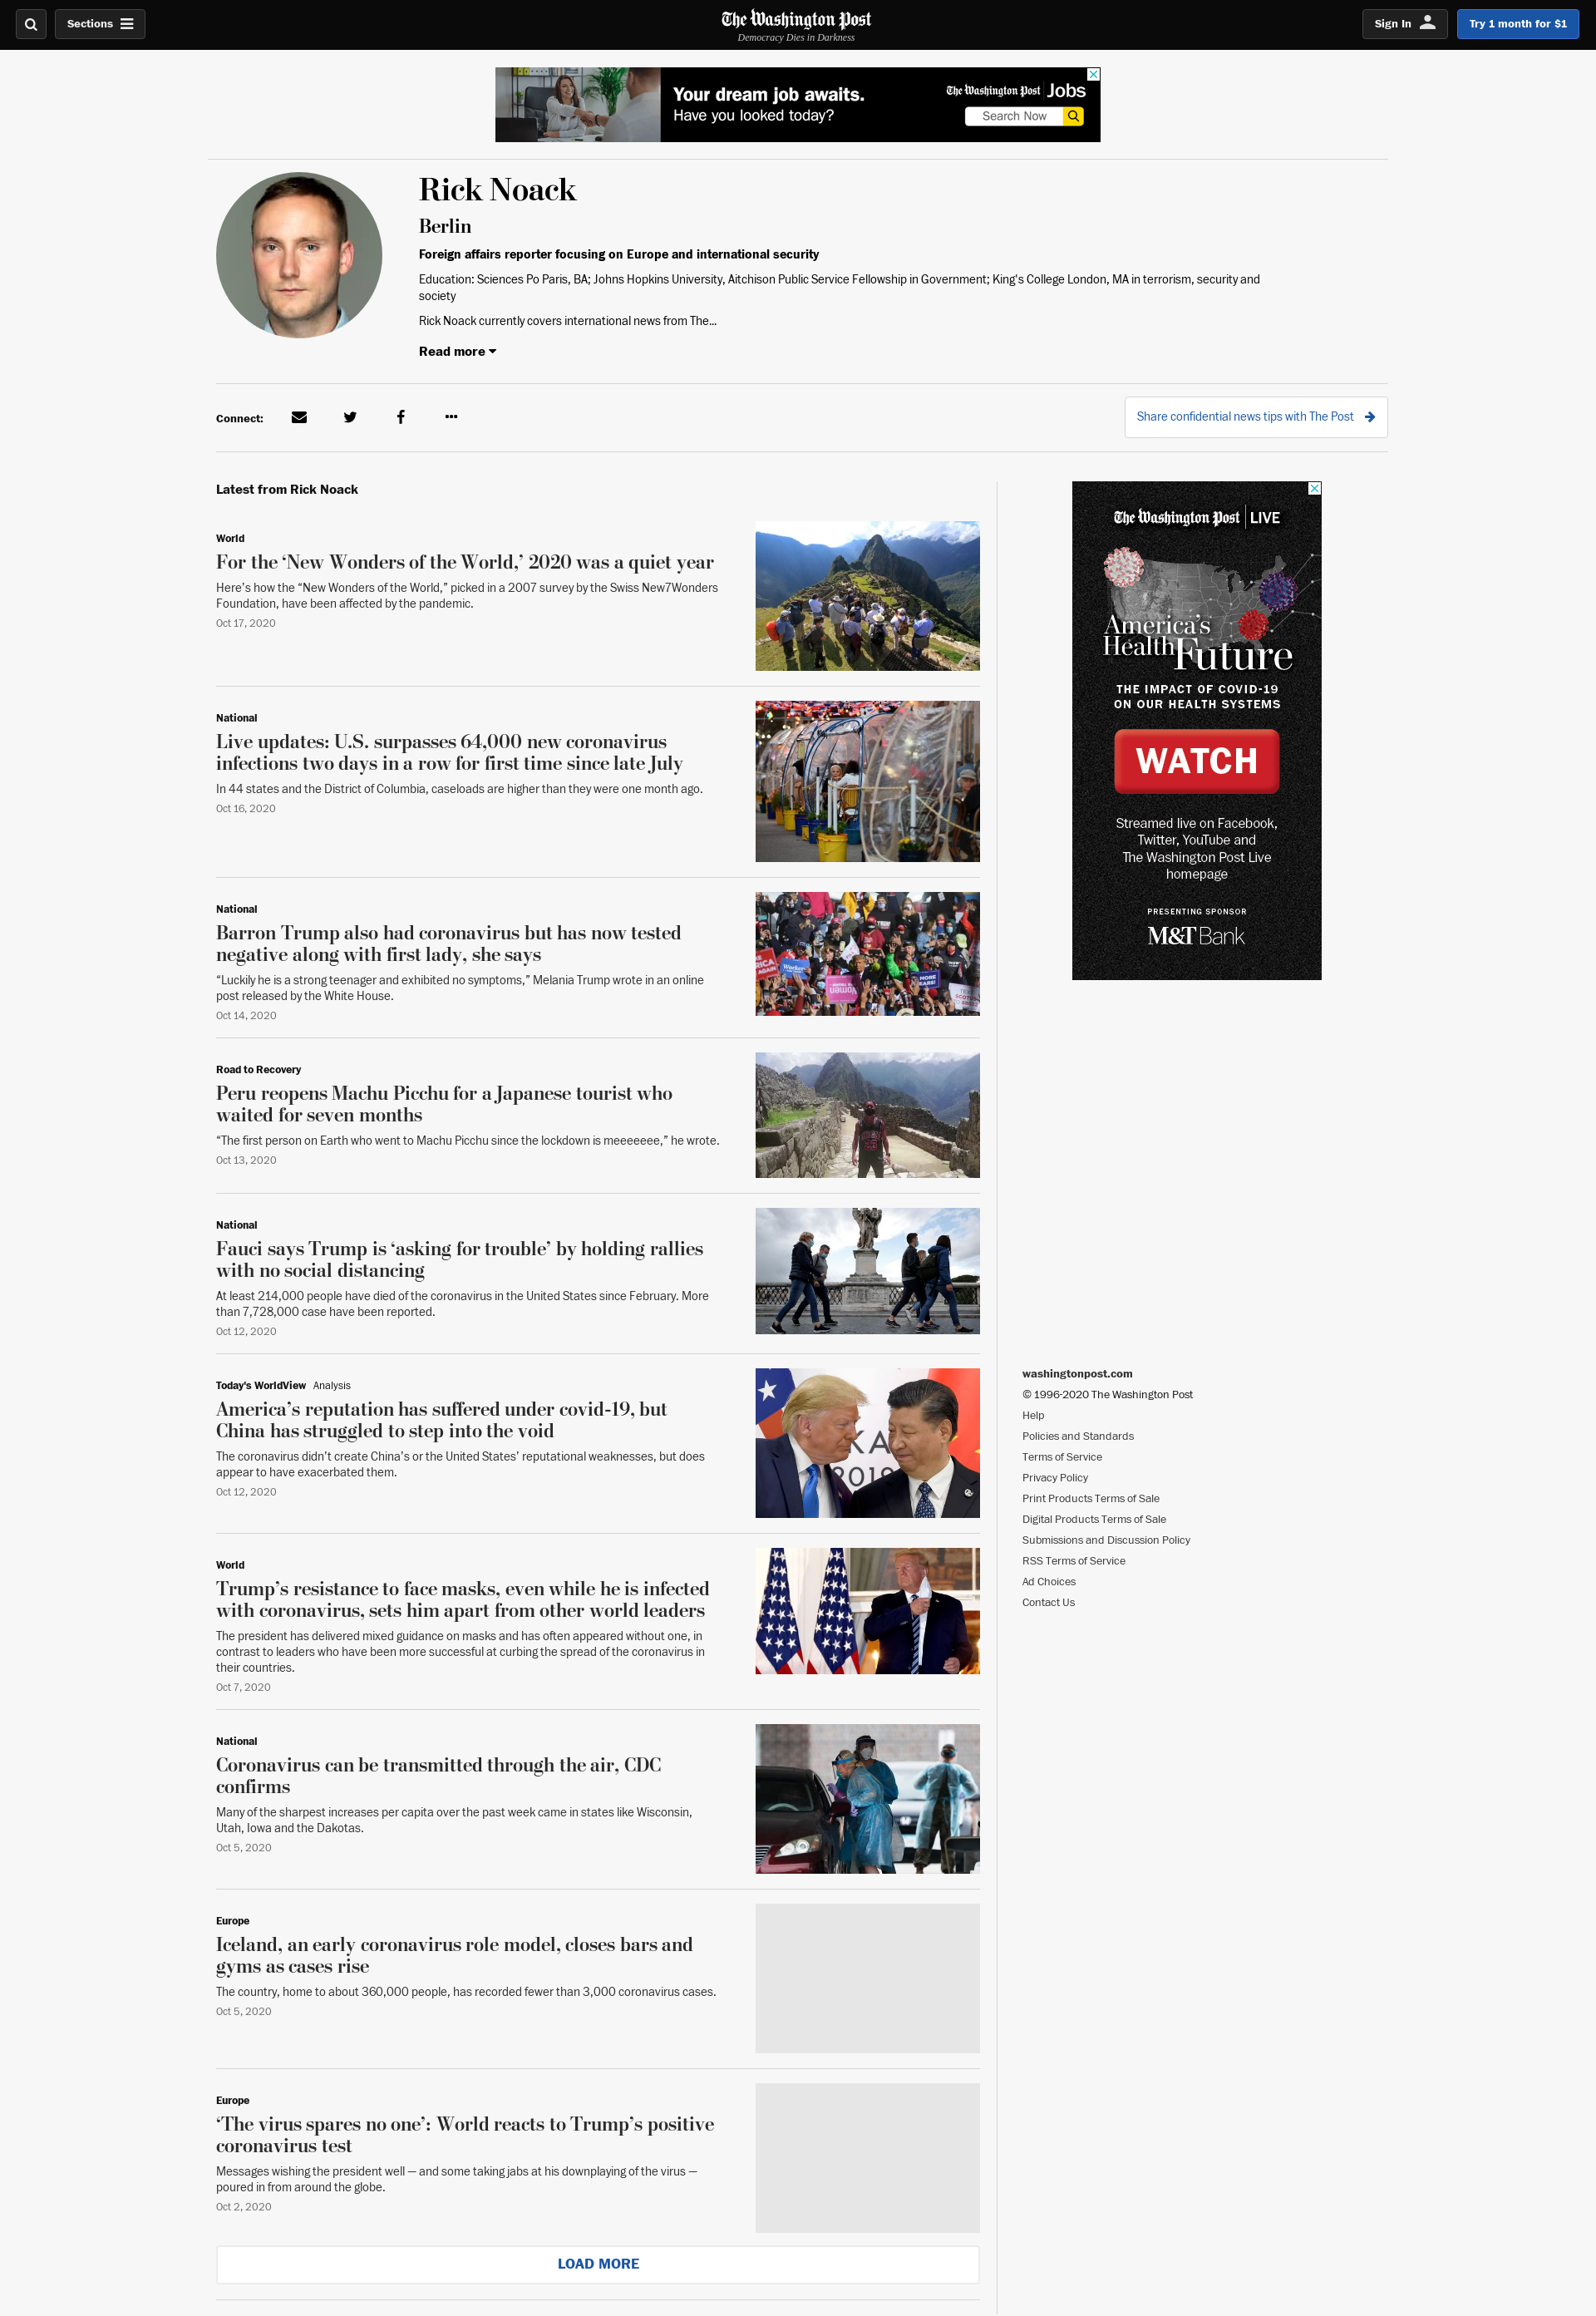 Sections
The Washington Post
Democracy Dies in Darkness
Sign In
Try 1 month for $1
Your dream job awaits.
Have you looked today?
The Washington Post Jobs
Search Now
Rick Noack
Berlin
Foreign affairs reporter focusing on Europe and international security
Education: Sciences Po Paris, BA; Johns Hopkins University, Aitchison Public Service Fellowship in Government; King's College London, MA in terrorism, security and
society
Rick Noack currently covers international news from The...
Read more
Connect:
Share confidential news tips with The Post
Latest from Rick Noack
World
For the ‘New Wonders of the World,’ 2020 was a quiet year
Here’s how the “New Wonders of the World,” picked in a 2007 survey by the Swiss New7Wonders
Foundation, have been affected by the pandemic.
Oct 17, 2020
National
Live updates: U.S. surpasses 64,000 new coronavirus
infections two days in a row for first time since late July
In 44 states and the District of Columbia, caseloads are higher than they were one month ago.
Oct 16, 2020
National
Barron Trump also had coronavirus but has now tested
negative along with first lady, she says
“Luckily he is a strong teenager and exhibited no symptoms,” Melania Trump wrote in an online
post released by the White House.
Oct 14, 2020
Road to Recovery
Peru reopens Machu Picchu for a Japanese tourist who
waited for seven months
“The first person on Earth who went to Machu Picchu since the lockdown is meeeeeee,” he wrote.
Oct 13, 2020
National
Fauci says Trump is ‘asking for trouble’ by holding rallies
with no social distancing
At least 214,000 people have died of the coronavirus in the United States since February. More
than 7,728,000 case have been reported.
Oct 12, 2020
Today's WorldView Analysis
America’s reputation has suffered under covid-19, but
China has struggled to step into the void
The coronavirus didn’t create China’s or the United States’ reputational weaknesses, but does
appear to have exacerbated them.
Oct 12, 2020
World
Trump’s resistance to face masks, even while he is infected
with coronavirus, sets him apart from other world leaders
The president has delivered mixed guidance on masks and has often appeared without one, in
contrast to leaders who have been more successful at curbing the spread of the coronavirus in
their countries.
Oct 7, 2020
National
Coronavirus can be transmitted through the air, CDC
confirms
Many of the sharpest increases per capita over the past week came in states like Wisconsin,
Utah, Iowa and the Dakotas.
Oct 5, 2020
Europe
Iceland, an early coronavirus role model, closes bars and
gyms as cases rise
The country, home to about 360,000 people, has recorded fewer than 3,000 coronavirus cases.
Oct 5, 2020
Europe
‘The virus spares no one’: World reacts to Trump’s positive
coronavirus test
Messages wishing the president well — and some taking jabs at his downplaying of the virus —
poured in from around the globe.
Oct 2, 2020
LOAD MORE
The Washington Post LIVE
America's
Health Future
THE IMPACT OF COVID-19
ON OUR HEALTH SYSTEMS
WATCH
Streamed live on Facebook,
Twitter, YouTube and
The Washington Post Live
homepage
PRESENTING SPONSOR
M&T Bank
washingtonpost.com
© 1996-2020 The Washington Post
Help
Policies and Standards
Terms of Service
Privacy Policy
Print Products Terms of Sale
Digital Products Terms of Sale
Submissions and Discussion Policy
RSS Terms of Service
Ad Choices
Contact Us